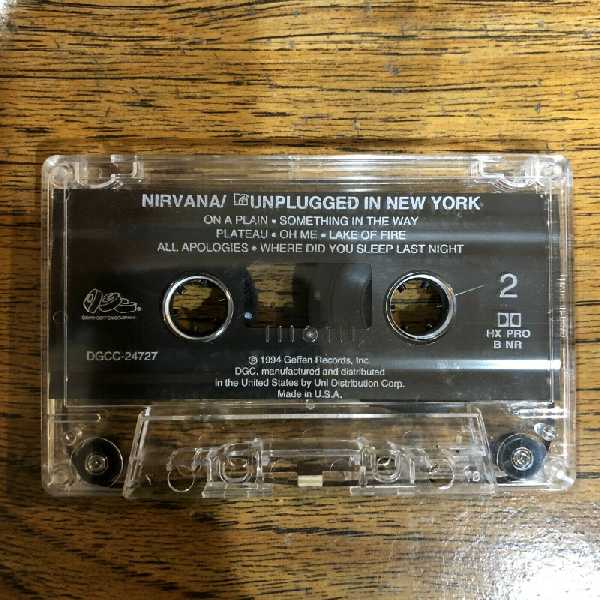 NIRVANA/ MTV UNPLUGGED IN NEW YORK
ON A PLAIN • SOMETHING IN THE WAY
PLATEAU • OH ME • LAKE OF FIRE
ALL APOLOGIES • WHERE DID YOU SLEEP LAST NIGHT
2
HX PRO
B NR
DGCC-24727
℗ 1994 Geffen Records, Inc.
DGC, manufactured and distributed
in the United States by Uni Distribution Corp.
Made in U.S.A.